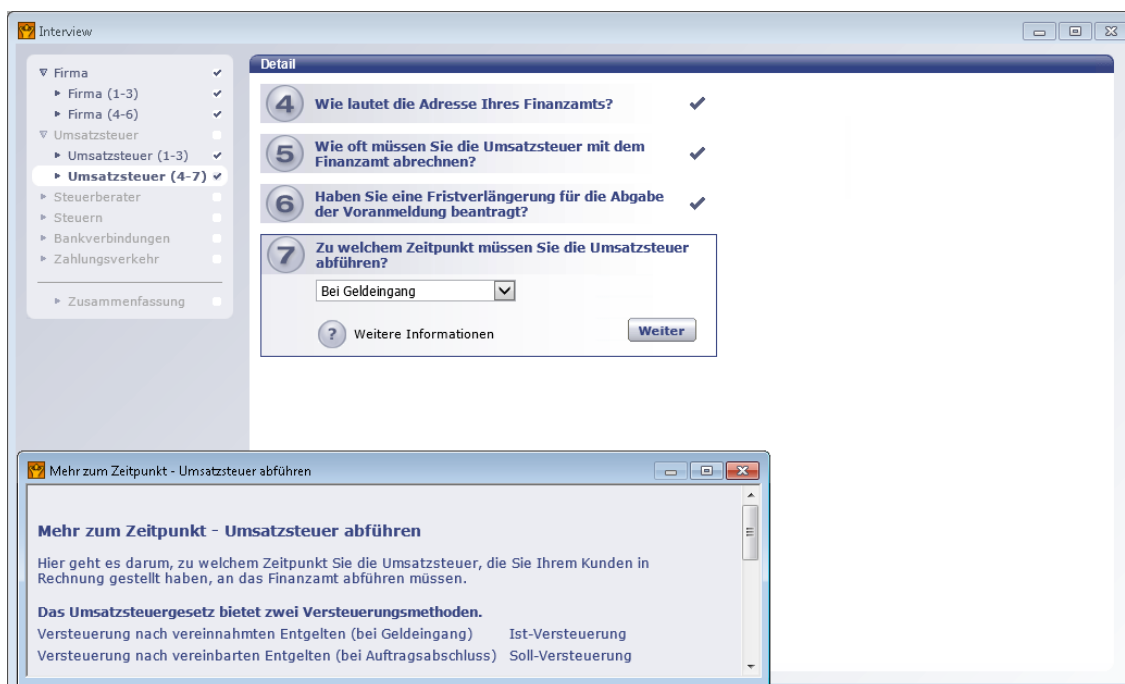 Interview
Firma
Firma (1-3)
Firma (4-6)
Umsatzsteuer
Umsatzsteuer (1-3)
Umsatzsteuer (4-7)
Steuerberater
Steuern
Bankverbindungen
Zahlungsverkehr
Zusammenfassung
Detail
4 Wie lautet die Adresse Ihres Finanzamts?
5 Wie oft müssen Sie die Umsatzsteuer mit dem
Finanzamt abrechnen?
6 Haben Sie eine Fristverlängerung für die Abgabe
der Voranmeldung beantragt?
7 Zu welchem Zeitpunkt müssen Sie die Umsatzsteuer
abführen?
Bei Geldeingang
? Weitere Informationen
Weiter
Mehr zum Zeitpunkt - Umsatzsteuer abführen
Mehr zum Zeitpunkt - Umsatzsteuer abführen
Hier geht es darum, zu welchem Zeitpunkt Sie die Umsatzsteuer, die Sie Ihrem Kunden in
Rechnung gestellt haben, an das Finanzamt abführen müssen.
Das Umsatzsteuergesetz bietet zwei Versteuerungsmethoden.
Versteuerung nach vereinnahmten Entgelten (bei Geldeingang) Ist-Versteuerung
Versteuerung nach vereinbarten Entgelten (bei Auftragsabschluss) Soll-Versteuerung